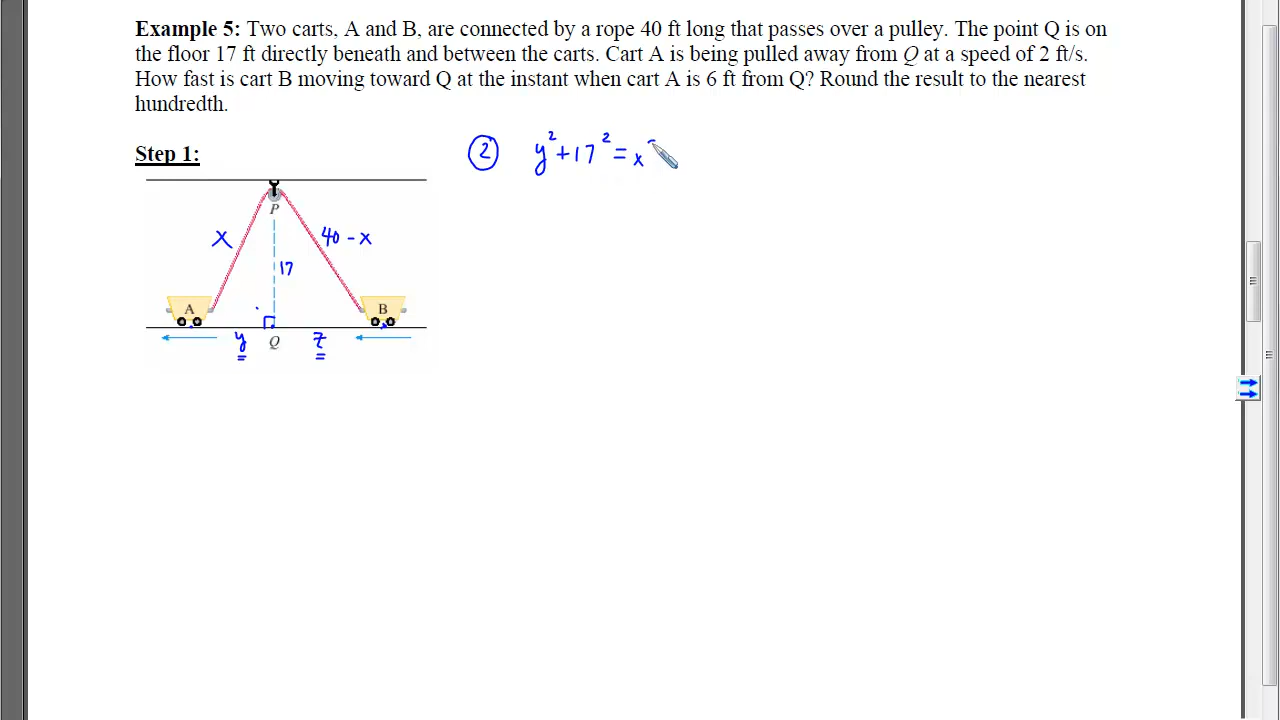 Example 5: Two carts, A and B, are connected by a rope 40 ft long that passes over a pulley. The point Q is on
the floor 17 ft directly beneath and between the carts. Cart A is being pulled away from Q at a speed of 2 ft/s.
How fast is cart B moving toward Q at the instant when cart A is 6 ft from Q? Round the result to the nearest
hundredth.
Step 1:
② y² + 17² = x
P
x
40 - x
17
A
B
y
Q
z